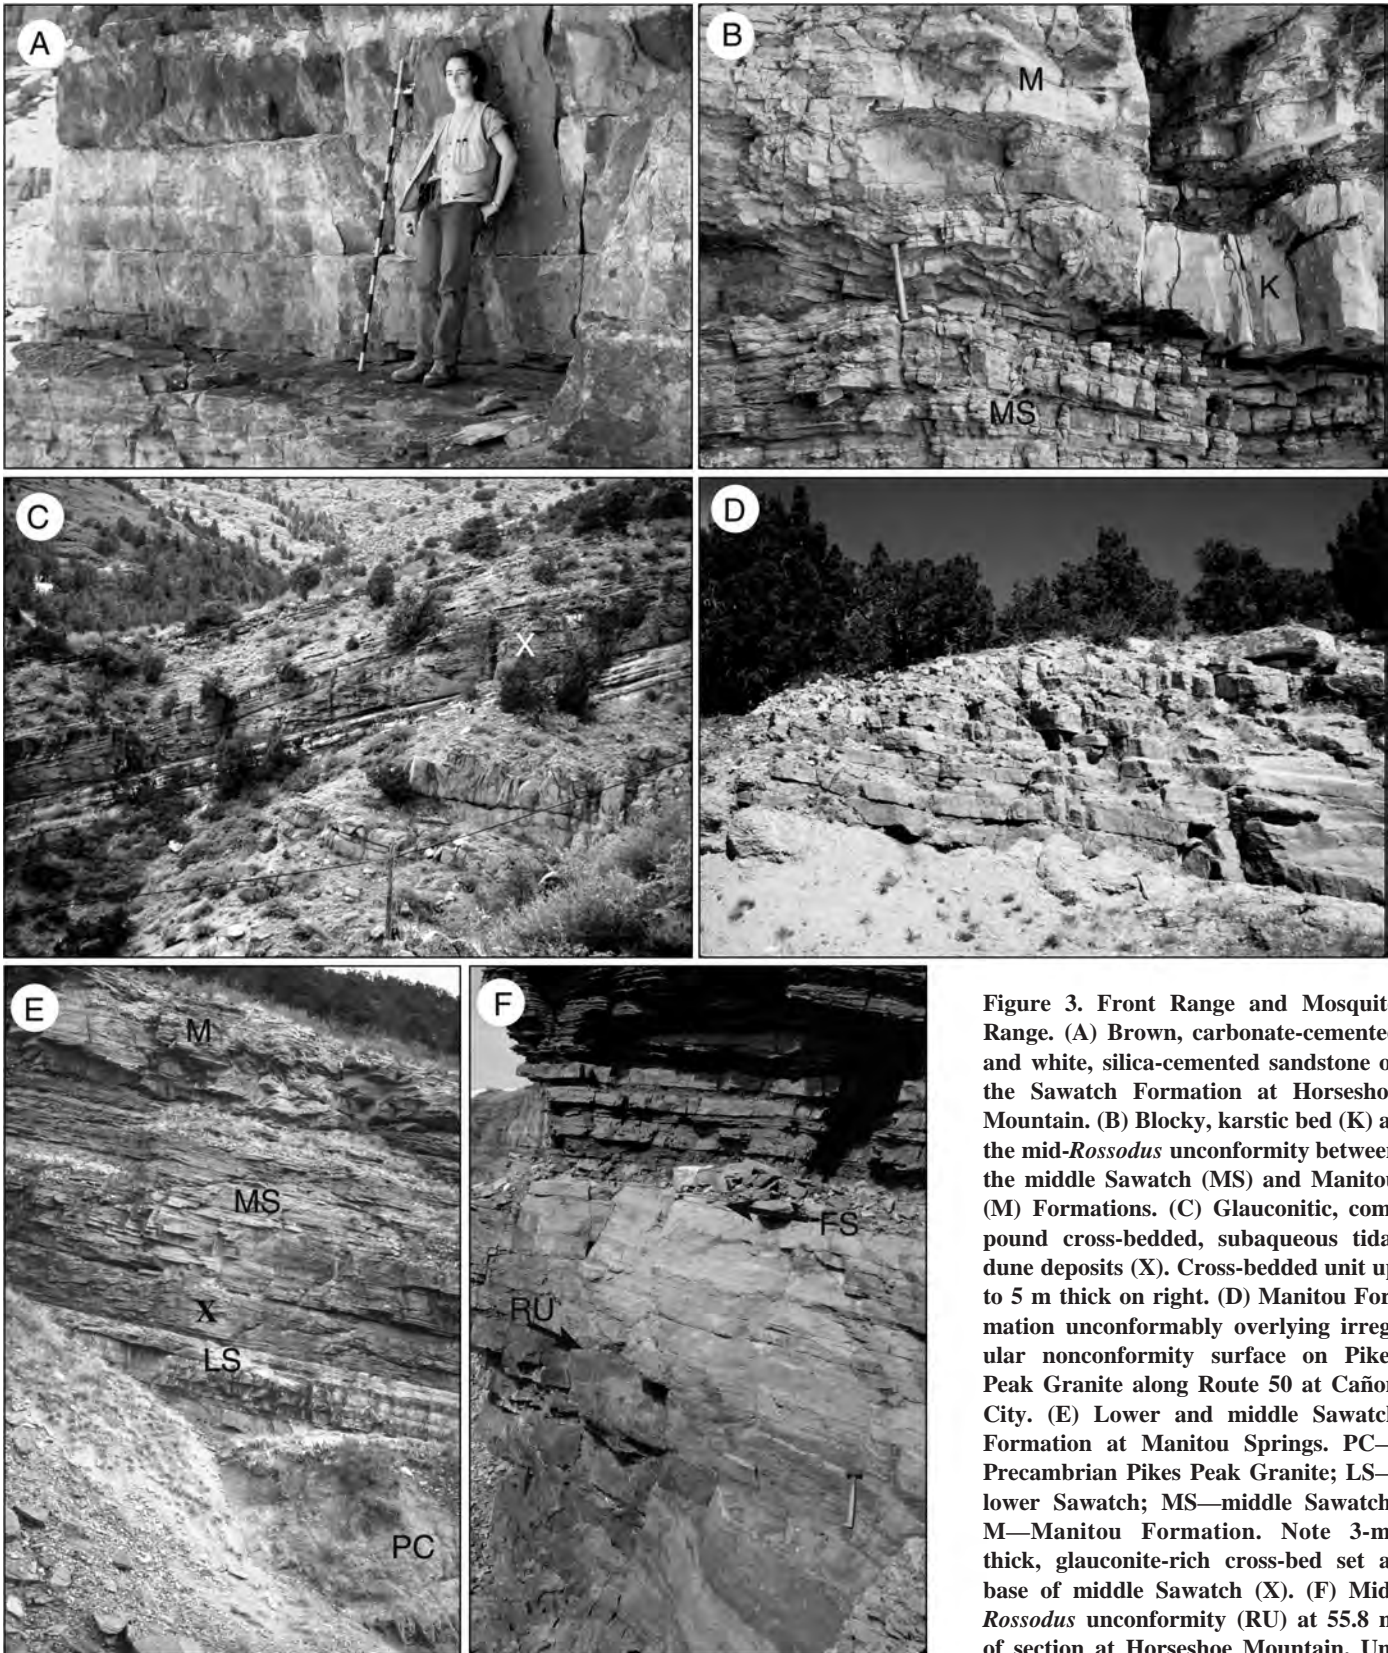 A
B
M
K
MS
C
X
D
E
M
MS
X
LS
PC
F
FS
RU
Figure 3. Front Range and Mosquit
Range. (A) Brown, carbonate-cemente
and white, silica-cemented sandstone o
the Sawatch Formation at Horsesho
Mountain. (B) Blocky, karstic bed (K) a
the mid-Rossodus unconformity between
the middle Sawatch (MS) and Manitou
(M) Formations. (C) Glauconitic, com
pound cross-bedded, subaqueous tida
dune deposits (X). Cross-bedded unit u
to 5 m thick on right. (D) Manitou For
mation unconformably overlying irreg
ular nonconformity surface on Pike
Peak Granite along Route 50 at Cañon
City. (E) Lower and middle Sawatc
Formation at Manitou Springs. PC—
Precambrian Pikes Peak Granite; LS—
lower Sawatch; MS—middle Sawatch
M—Manitou Formation. Note 3-m
thick, glauconite-rich cross-bed set a
base of middle Sawatch (X). (F) Mid
Rossodus unconformity (RU) at 55.8 m
of section at Horseshoe Mountain. Un